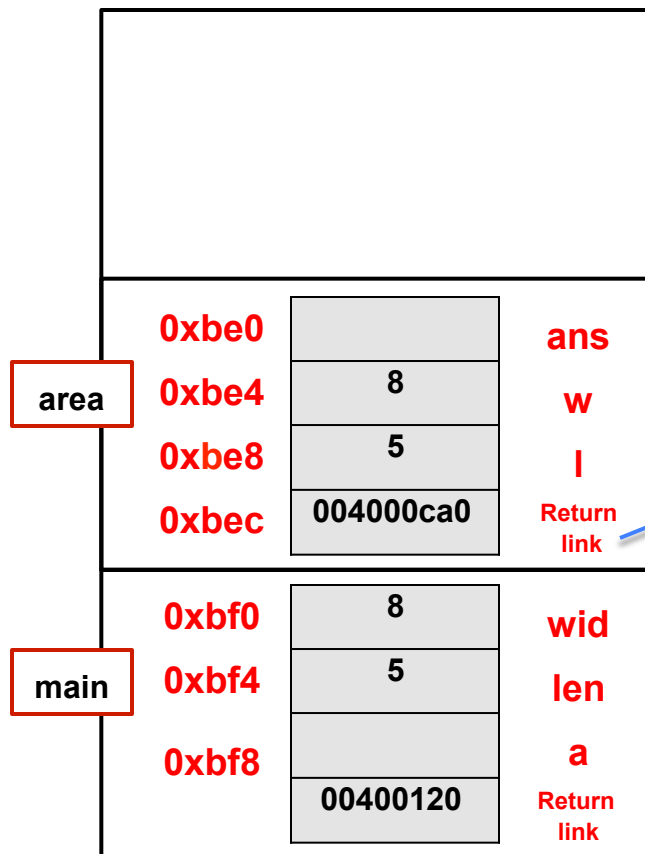 0xbe0 ans
area 0xbe4 8 w
0xbe8 5 l
0xbec 004000ca0 Return
link
0xbf0 8 wid
main 0xbf4 5 len
0xbf8 a
00400120 Return
link